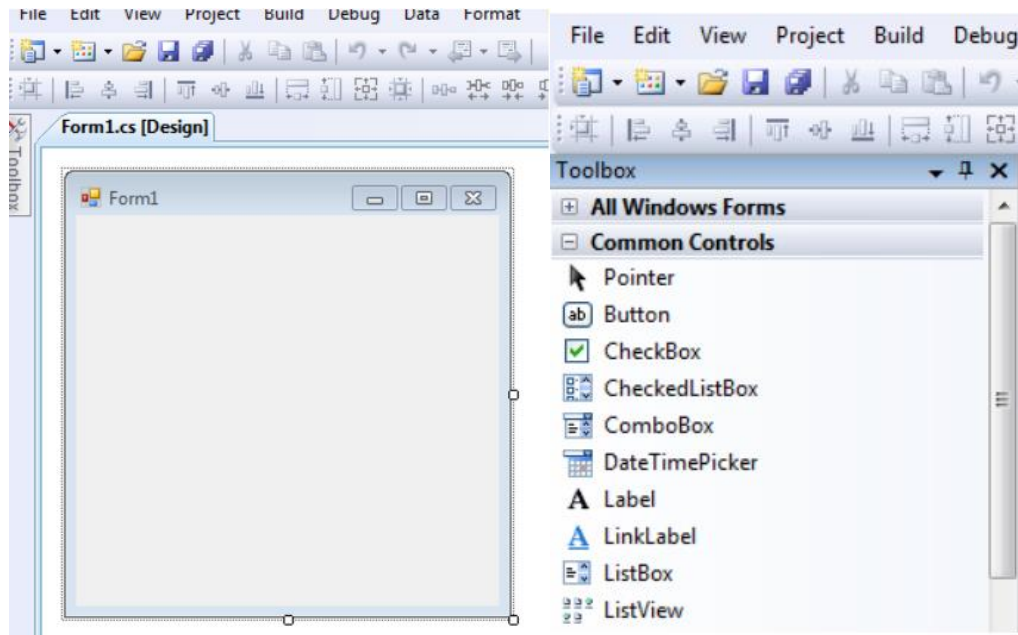 File Edit View Project Build Debug Data Format
Form1.cs [Design]
Toolbox
Form1
File Edit View Project Build Debug
Toolbox
All Windows Forms
Common Controls
Pointer
ab Button
CheckBox
CheckedListBox
ComboBox
DateTimePicker
A Label
A LinkLabel
ListBox
ListView